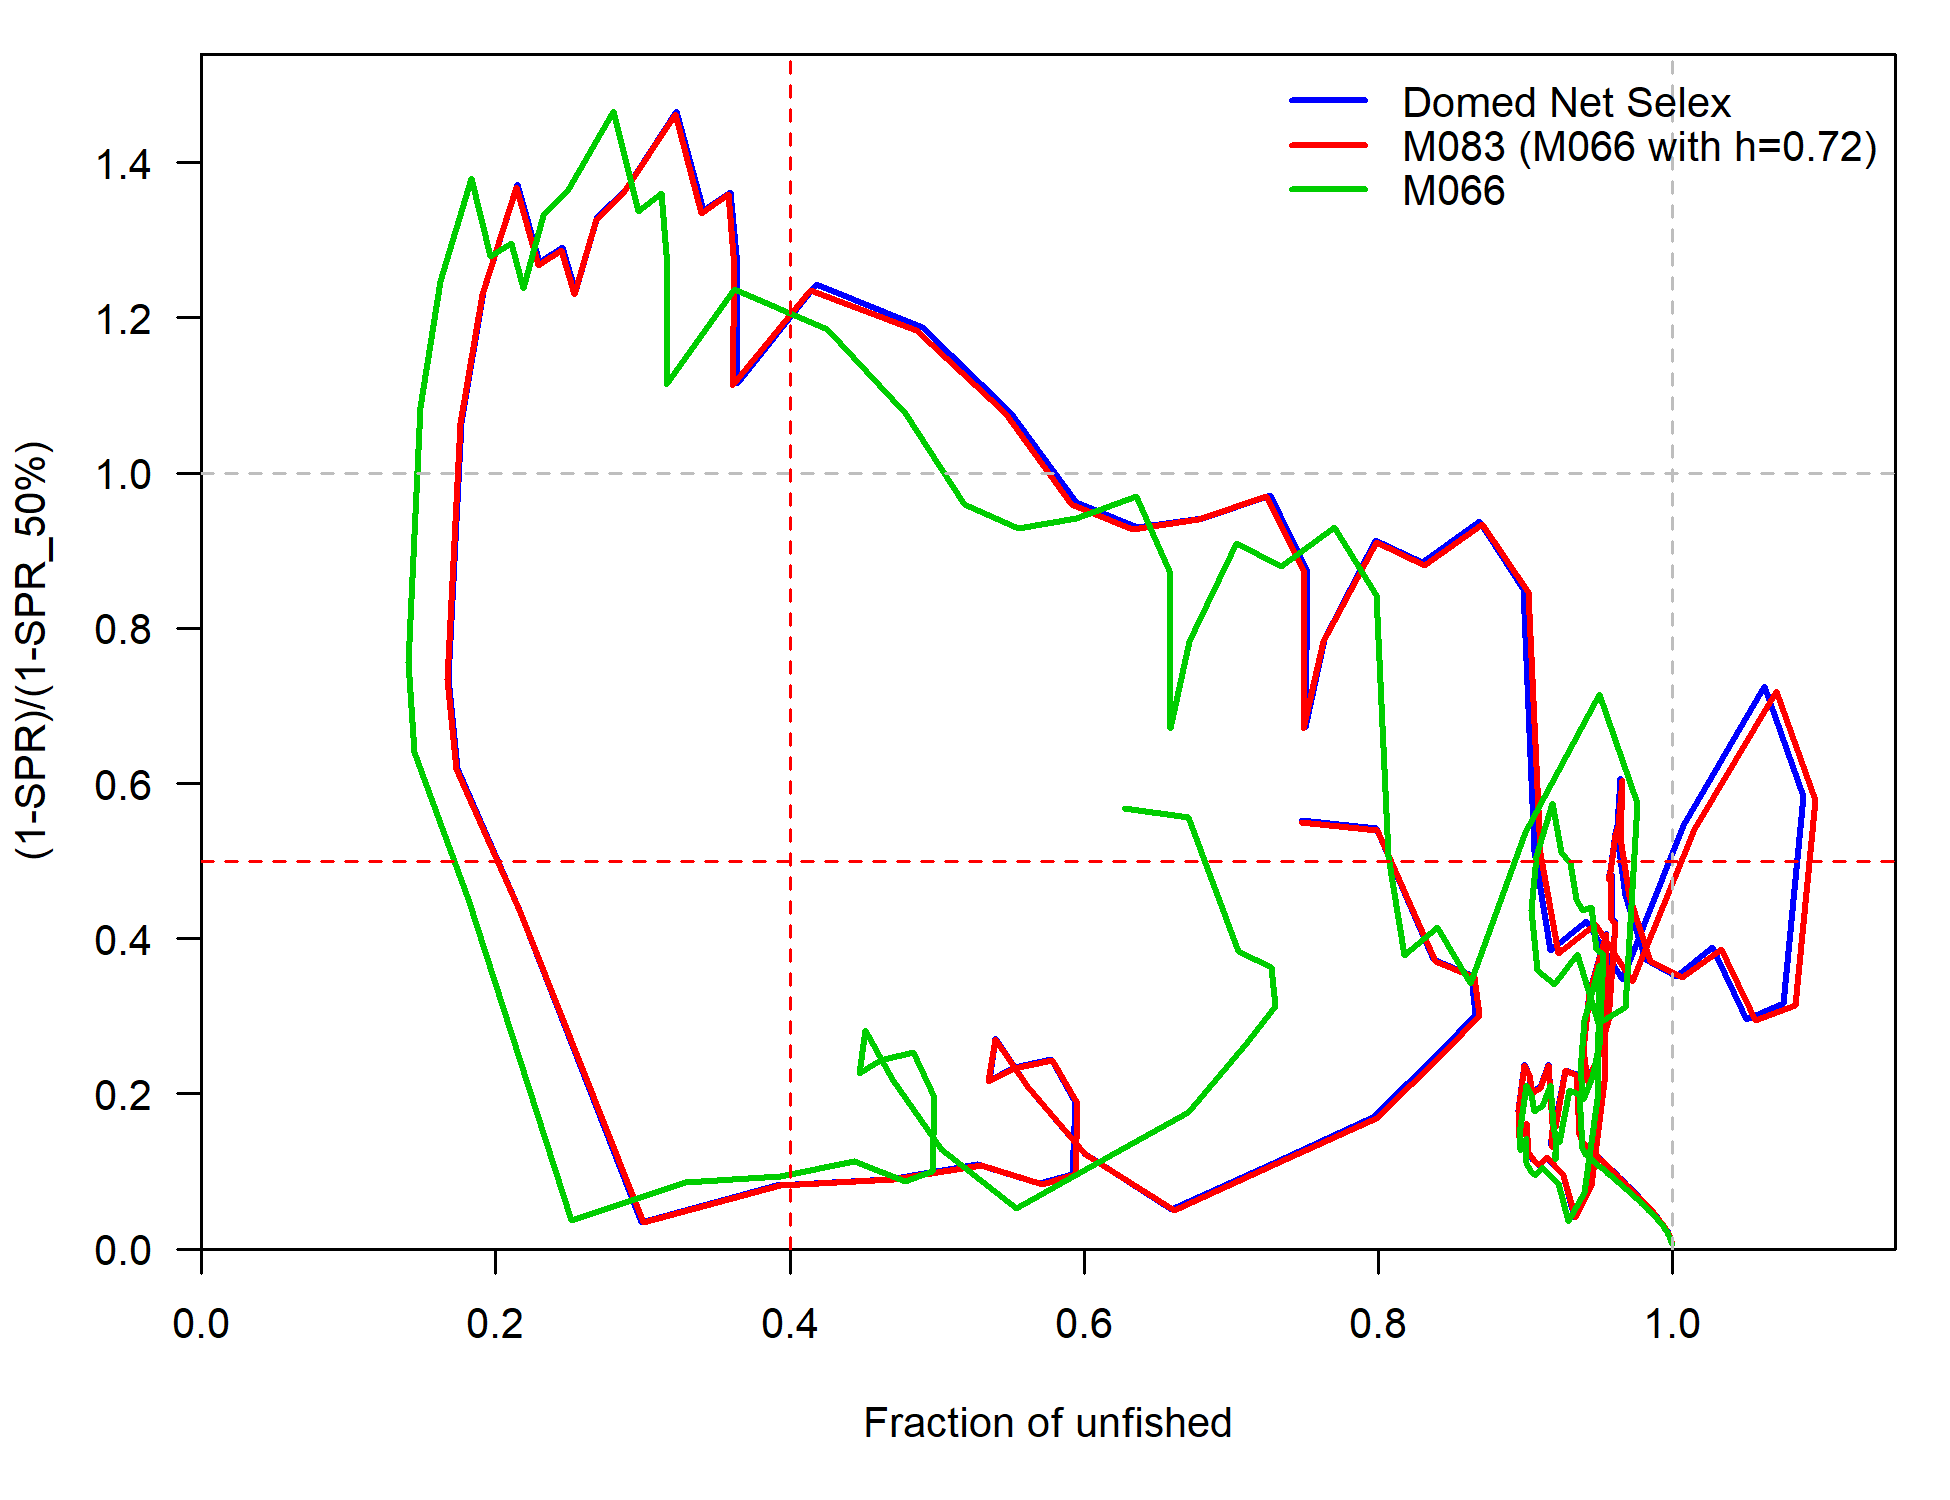 Domed Net Selex
M083 (M066 with h=0.72)
M066
(1-SPR)/(1-SPR_50%)
1.4
1.2
1.0
0.8
0.6
0.4
0.2
0.0
0.0 0.2 0.4 0.6 0.8 1.0
Fraction of unfished